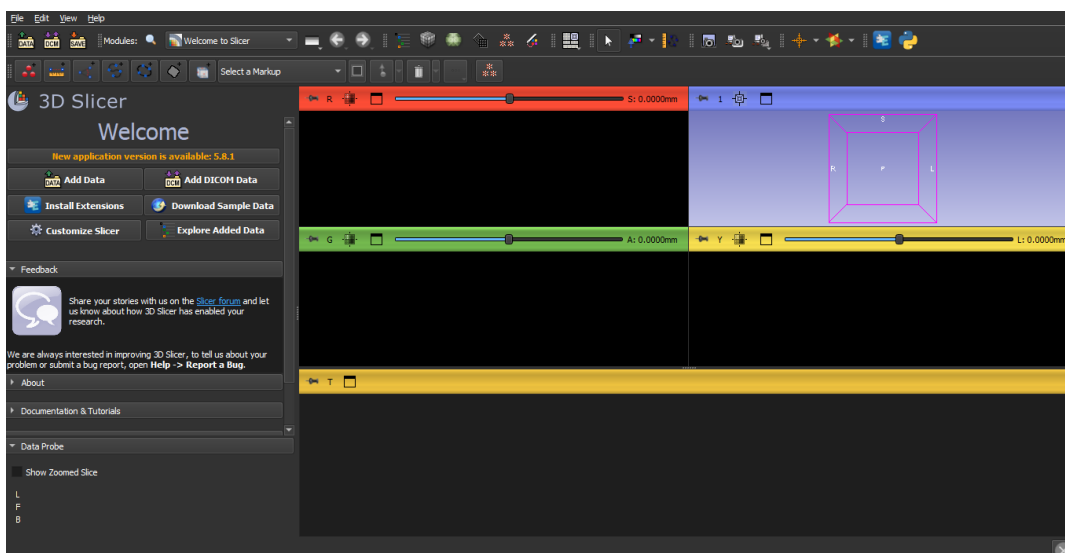 File Edit View Help
DATA DCM SAVE Modules: Welcome to Slicer
Select a Markup
3D Slicer
Welcome
New application version is available: 5.8.1
DATA Add Data
DCM Add DICOM Data
Install Extensions
Download Sample Data
Customize Slicer
Explore Added Data
Feedback
Share your stories with us on the Slicer forum and let
us know about how 3D Slicer has enabled your
research.
We are always interested in improving 3D Slicer, to tell us about your
problem or submit a bug report, open Help -> Report a Bug.
About
Documentation & Tutorials
Data Probe
Show Zoomed Slice
L
F
B
R S: 0.0000mm
1
S
R L
G A: 0.0000mm
Y L: 0.0000mm
T